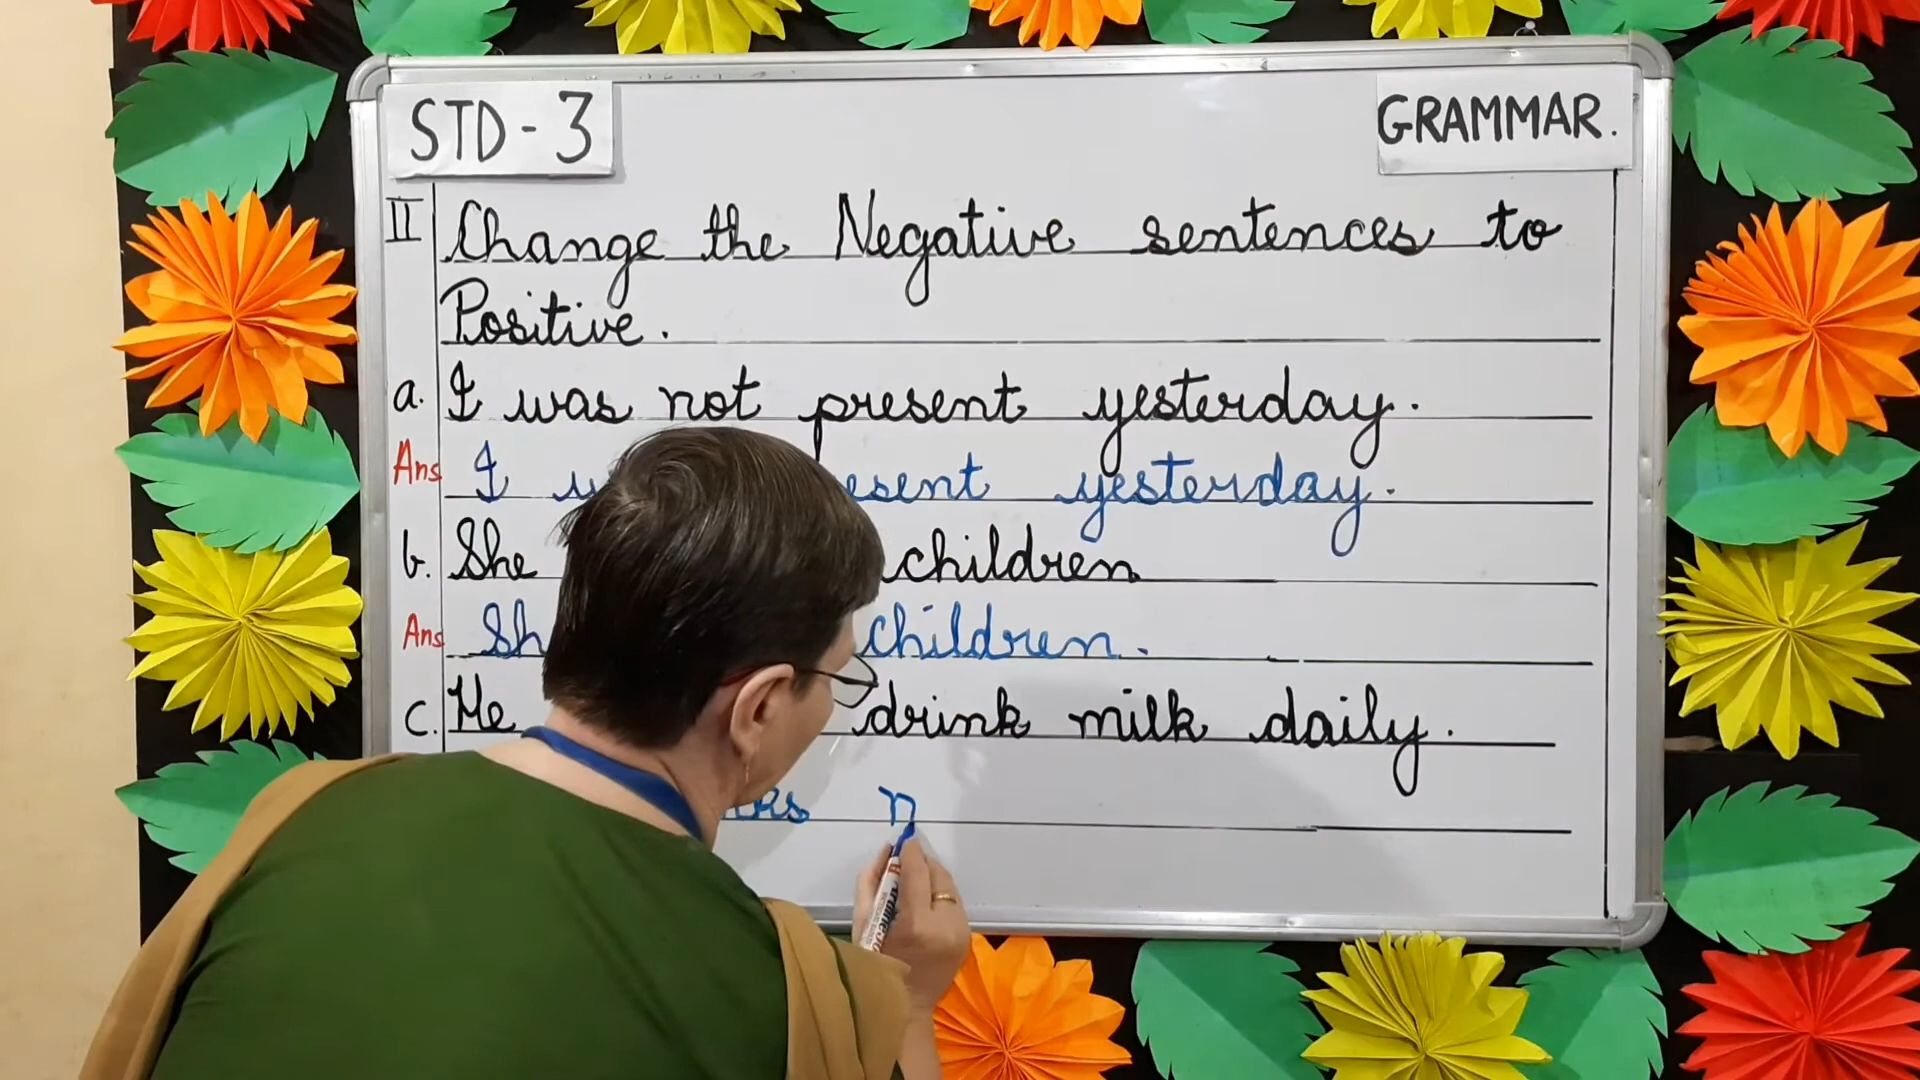 STD-3
GRAMMAR.
II Change the Negative sentences to
Positive.
a. I was not present yesterday.
Ans I yesterday.
b. She children
Ans children.
c. He drink milk daily.